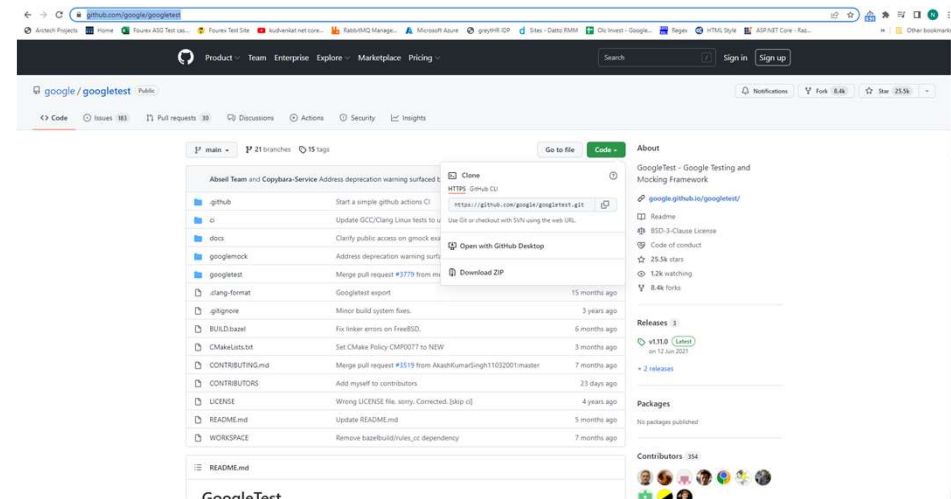 github.com/google/googletest
Arctech Projects Home Fourex ASG Test cas... Fourex Test Site kudvenkat net core... RabbitMQ Manage... Microsoft Azure greytHR IDP Sites - Datto RMM Olc Invest - Google... Regex HTML Style ASP.NET Core - Raz... Other bookmarks
Product Team Enterprise Explore Marketplace Pricing Search / Sign in Sign up
google / googletest Public Notifications Fork 8.4k Star 25.5k
Code Issues 183 Pull requests 30 Discussions Actions Security Insights
main 21 branches 15 tags Go to file Code
About
GoogleTest - Google Testing and
Mocking Framework
google.github.io/googletest/
Readme
BSD-3-Clause License
Code of conduct
25.5k stars
1.2k watching
8.4k forks
Abseil Team and Copybara-Service Address deprecation warning surfaced b
.github Start a simple github actions CI
ci Update GCC/Clang Linux tests to u
docs Clarify public access on gmock exa
googlemock Address deprecation warning surfa
googletest Merge pull request #3779 from m
Clone
HTTPS GitHub CLI
https://github.com/google/googletest.git
Use Git or checkout with SVN using the web URL.
Open with GitHub Desktop
Download ZIP
.clang-format Googletest export 15 months ago
.gitignore Minor build system fixes. 3 years ago
BUILD.bazel Fix linker errors on FreeBSD. 6 months ago
CMakeLists.txt Set CMake Policy CMP0077 to NEW 3 months ago
CONTRIBUTING.md Merge pull request #3519 from AkashKumarSingh11032001/master 7 months ago
CONTRIBUTORS Add myself to contributors 23 days ago
LICENSE Wrong LICENSE file, sorry. Corrected. [skip ci] 4 years ago
README.md Update README.md 5 months ago
WORKSPACE Remove bazelbuild/rules_cc dependency 7 months ago
Releases 3
v1.11.0 Latest
on 12 Jun 2021
+ 2 releases
Packages
No packages published
Contributors 354
README.md
GoogleTest